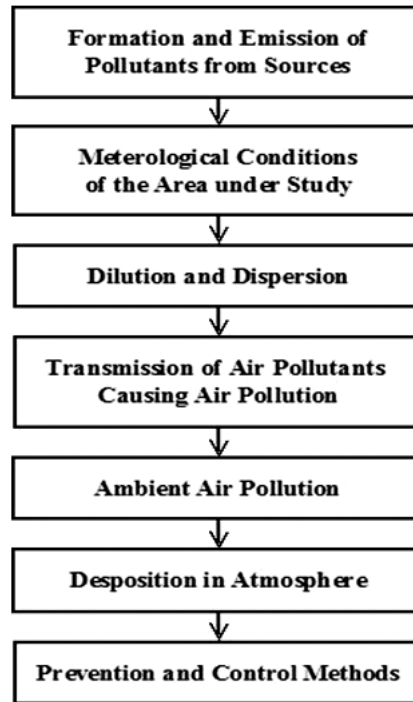 Formation and Emission of
Pollutants from Sources
Meterological Conditions
of the Area under Study
Dilution and Dispersion
Transmission of Air Pollutants
Causing Air Pollution
Ambient Air Pollution
Desposition in Atmosphere
Prevention and Control Methods